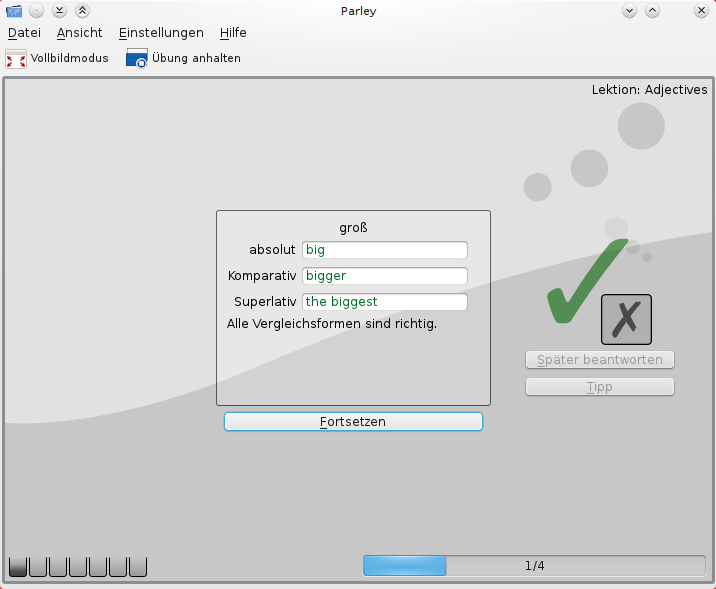 Parley
Datei Ansicht Einstellungen Hilfe
Vollbildmodus Übung anhalten
Lektion: Adjectives
groß
absolut big
Komparativ bigger
Superlativ the biggest
Alle Vergleichsformen sind richtig.
Später beantworten
Tipp
Fortsetzen
1/4